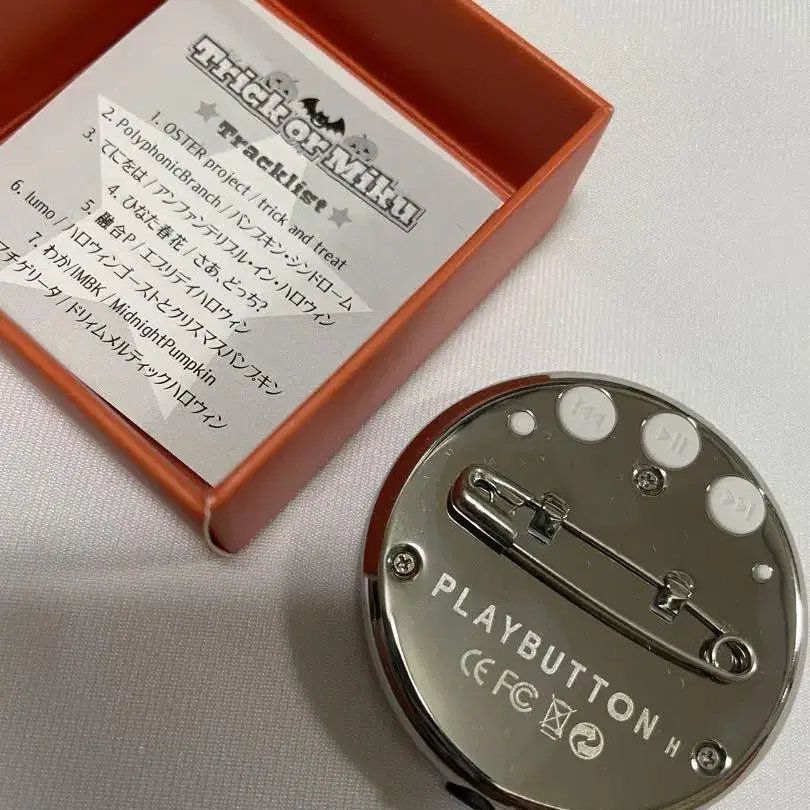 Trick or Miku
Tracklist
1. OSTER project / trick and treat
2. PolyphonicBranch / パンプキン・シンドローム
3. てにをは / アンファンテリブル・イン・ハロウィン
4. ひなた春花 / さあ、どっち?
5. 融合P / エブリデイハロウィン
6. lumo / ハロウィンゴーストとクリスマスパンプキン
7. わか/IMBK / MidnightPumpkin
マチゲリータ / ドリィムメルティックハロウィン
PLAYBUTTON H
CE FC